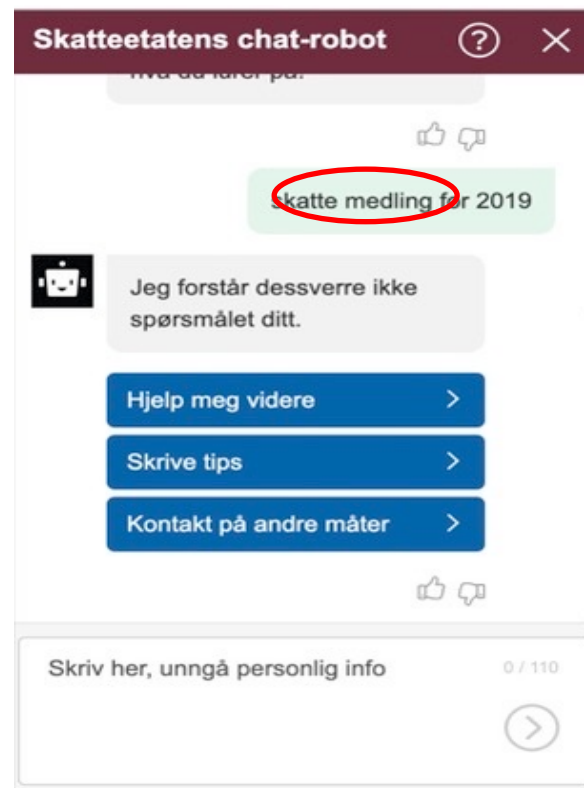 Skatteetatens chat-robot
skatte medling før 2019
Jeg forstår dessverre ikke
spørsmålet ditt.
Hjelp meg videre
Skrive tips
Kontakt på andre måter
Skriv her, unngå personlig info
0 / 110